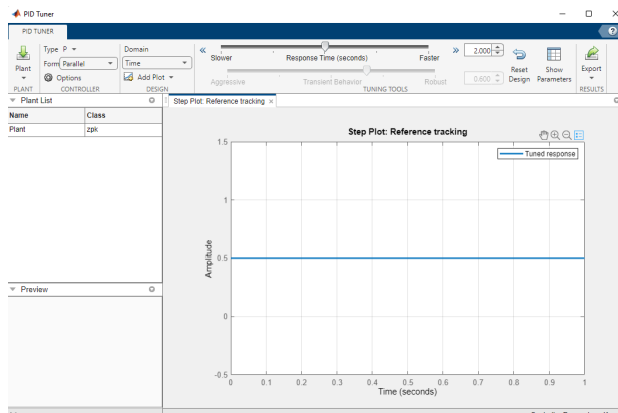 PID Tuner
PID TUNER
Plant
PLANT
Type P
Form Parallel
Options
CONTROLLER
Domain
Time
Add Plot
DESIGN
Slower Response Time (seconds) Faster 2.000
Aggressive Transient Behavior Robust 0.600
TUNING TOOLS
Reset Design
Show Parameters
Export
RESULTS
Plant List
Name Class
Plant zpk
Preview
Step Plot: Reference tracking
Step Plot: Reference tracking
Tuned response
Amplitude
1.5
1
0.5
0
-0.5
0 0.1 0.2 0.3 0.4 0.5 0.6 0.7 0.8 0.9 1
Time (seconds)